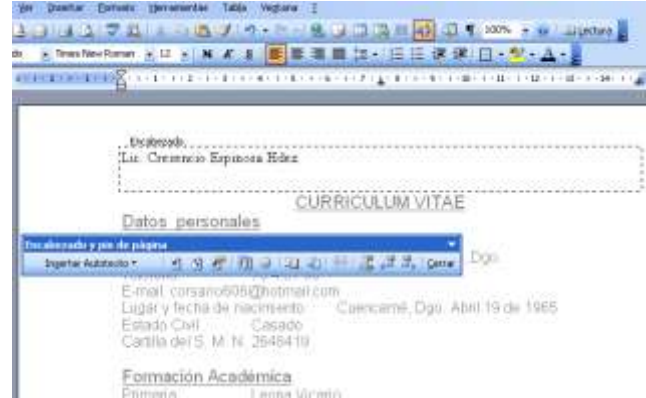 Ver Insertar Formato Herramientas Tabla Ventana
100% Lectura
Times New Roman 12 N K S
Encabezado
Lic. Crescencio Espinosa Hdez
CURRICULUM VITAE
Datos personales
Encabezado y pie de página
Insertar Autotexto Cerrar
Dgo.
E-mail: corsario606@hotmail.com
Lugar y fecha de nacimiento: Cuencamé, Dgo. Abril 19 de 1965
Estado Civil Casado
Cartilla del S. M. N. 2646419
Formación Académica
Primaria Leona Vicario